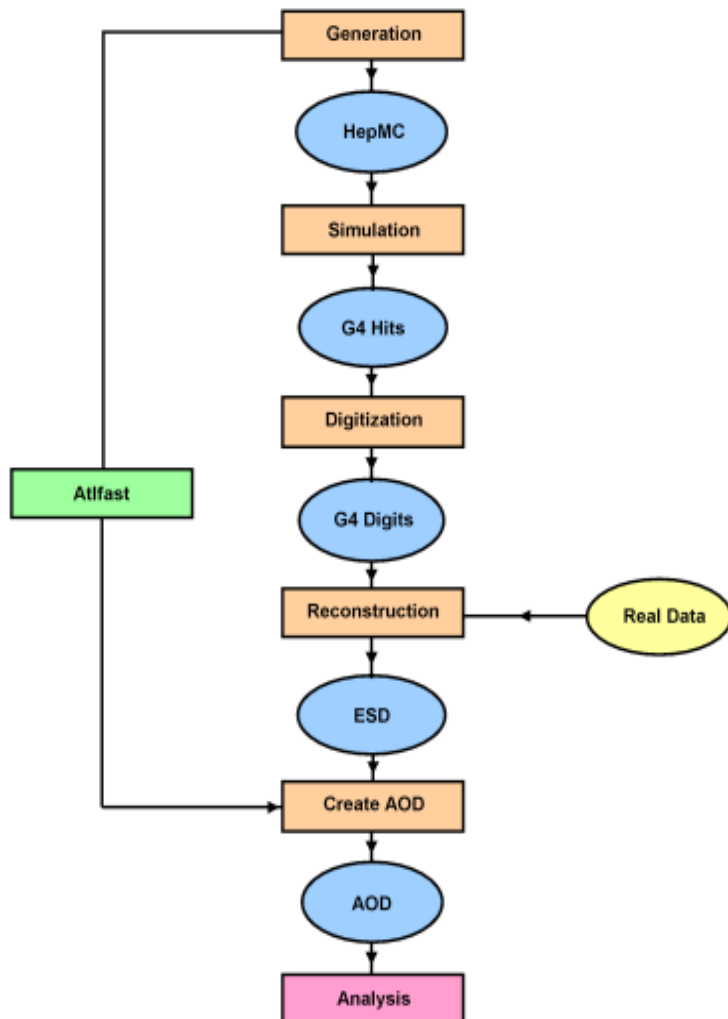 Generation
HepMC
Simulation
G4 Hits
Digitization
Atlfast
G4 Digits
Reconstruction
Real Data
ESD
Create AOD
AOD
Analysis